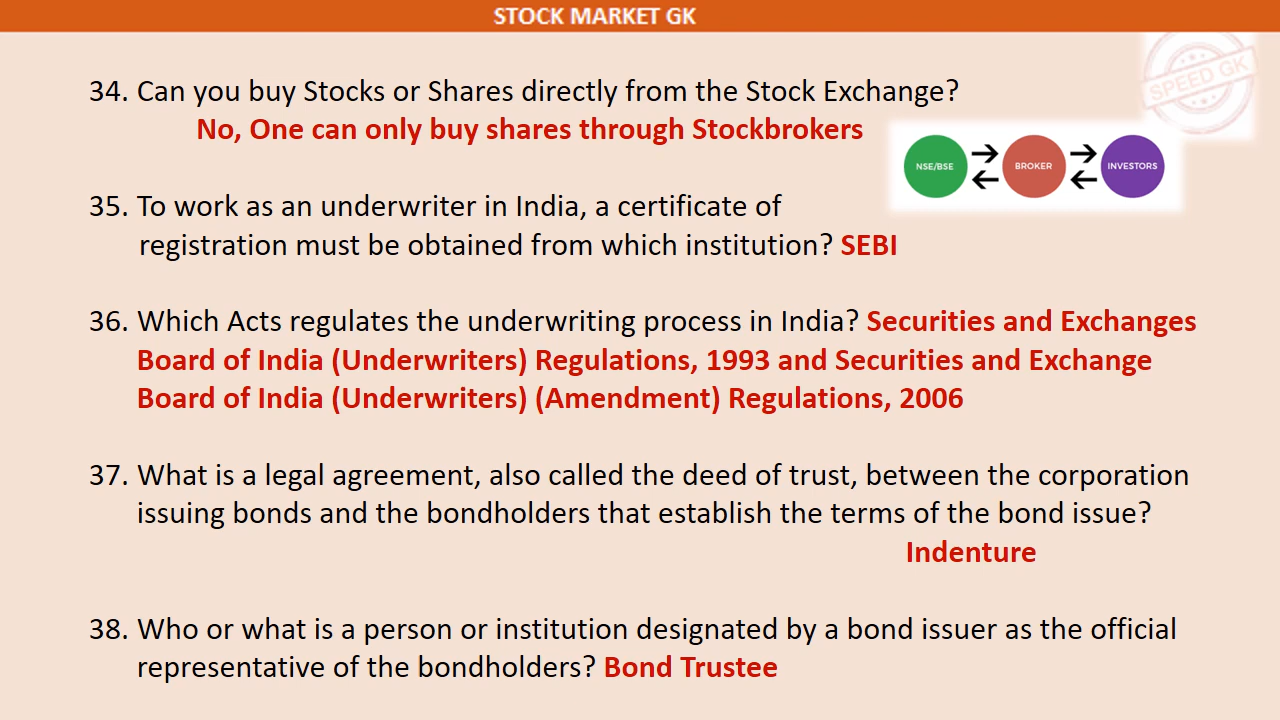 STOCK MARKET GK
SPEED GK
34. Can you buy Stocks or Shares directly from the Stock Exchange?
No, One can only buy shares through Stockbrokers
NSE/BSE
BROKER
INVESTORS
35. To work as an underwriter in India, a certificate of
registration must be obtained from which institution? SEBI
36. Which Acts regulates the underwriting process in India? Securities and Exchanges
Board of India (Underwriters) Regulations, 1993 and Securities and Exchange
Board of India (Underwriters) (Amendment) Regulations, 2006
37. What is a legal agreement, also called the deed of trust, between the corporation
issuing bonds and the bondholders that establish the terms of the bond issue?
Indenture
38. Who or what is a person or institution designated by a bond issuer as the official
representative of the bondholders? Bond Trustee